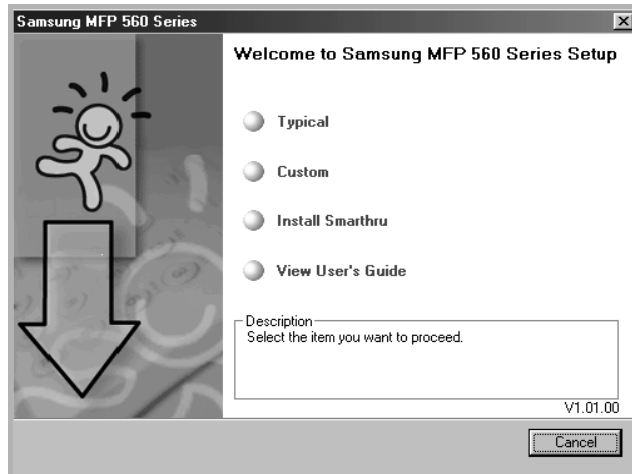 Samsung MFP 560 Series
Welcome to Samsung MFP 560 Series Setup
Typical
Custom
Install Smarthru
View User's Guide
Description
Select the item you want to proceed.
V1.01.00
Cancel